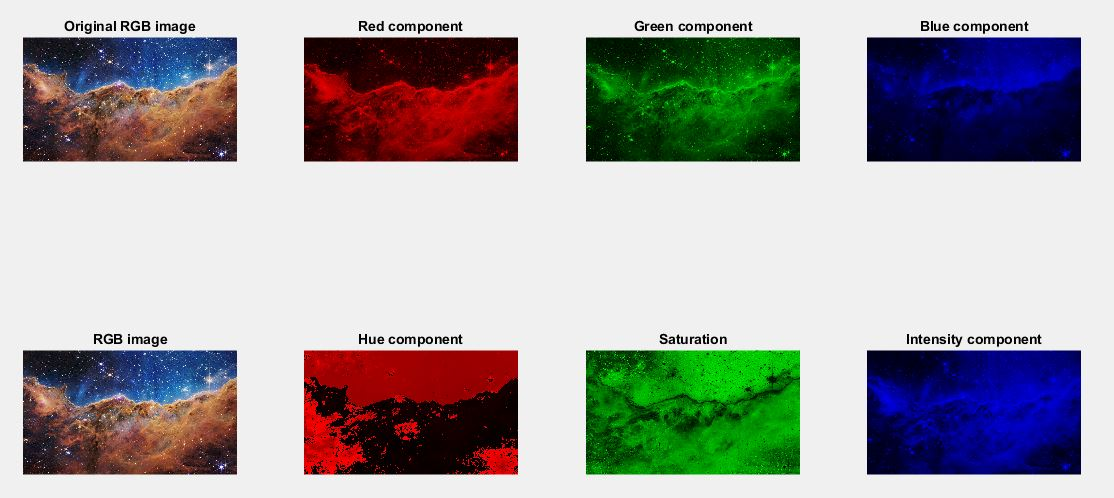 Original RGB image
Red component
Green component
Blue component
RGB image
Hue component
Saturation
Intensity component